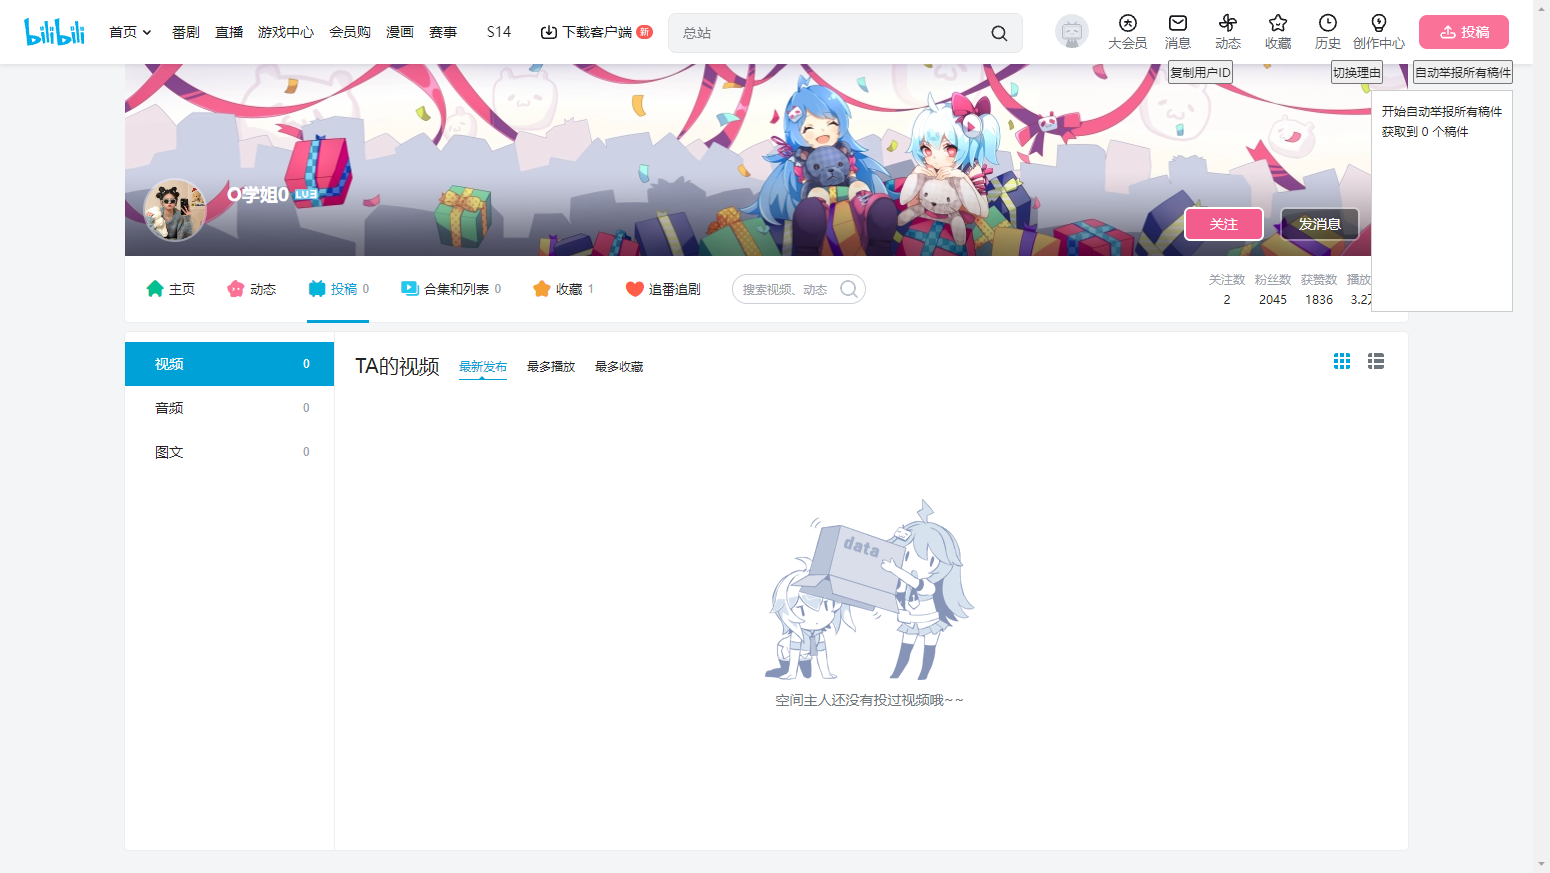 bilibili
首页
番剧
直播
游戏中心
会员购
漫画
赛事
S14
下载客户端 新
总站
大会员
消息
动态
收藏
历史
创作中心
投稿
复制用户ID
切换理由
自动举报所有稿件
开始自动举报所有稿件
获取到 0 个稿件
O学姐0 LV3
关注
发消息
主页
动态
投稿 0
合集和列表 0
收藏 1
追番追剧
搜索视频、动态
关注数 2
粉丝数 2045
获赞数 1836
播放 3.2
视频 0
音频 0
图文 0
TA的视频
最新发布
最多播放
最多收藏
data
空间主人还没有投过视频哦~~